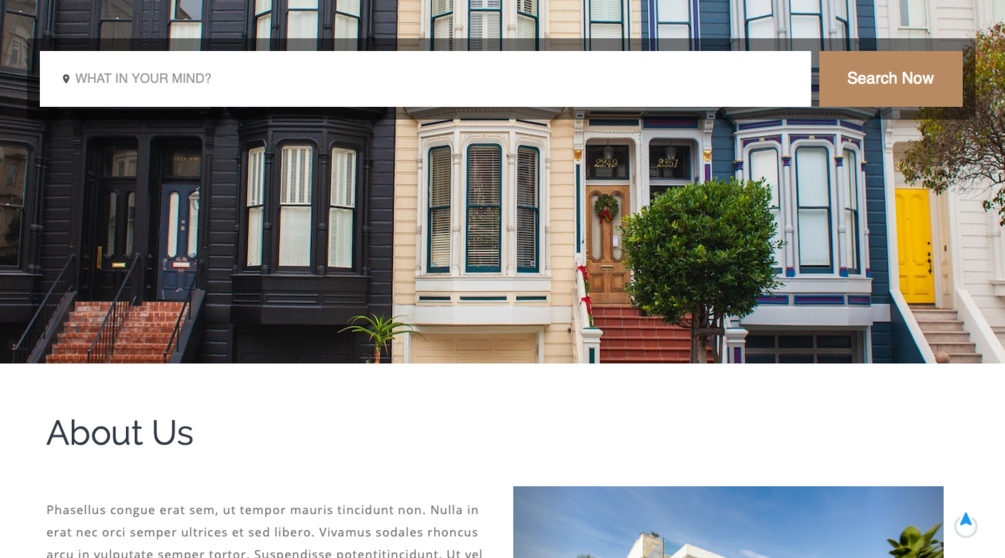 WHAT IN YOUR MIND?
Search Now
2249 2251
About Us
Phasellus congue erat sem, ut tempor mauris tincidunt non. Nulla in
erat nec orci semper ultrices et sed libero. Vivamus sodales rhoncus
arcu in vulputate semper tortor. Suspendisse potentitincidunt. Ut vel